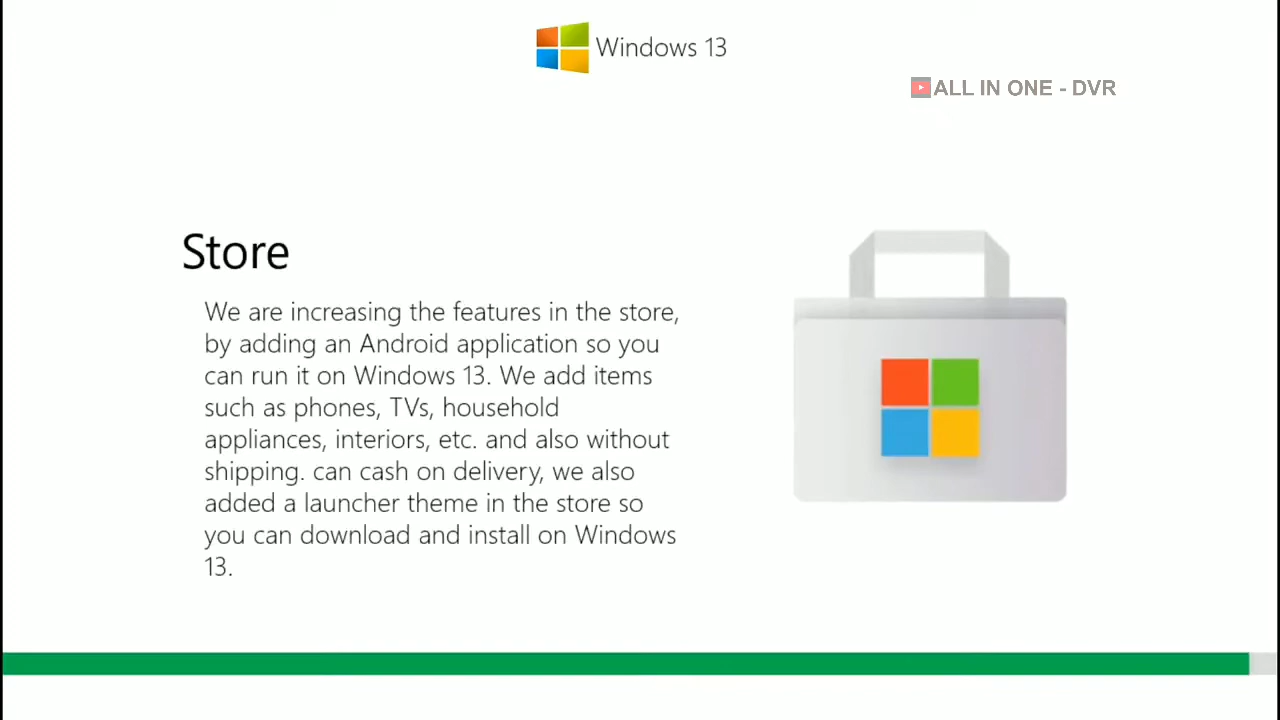 Windows 13
ALL IN ONE - DVR
Store
We are increasing the features in the store,
by adding an Android application so you
can run it on Windows 13. We add items
such as phones, TVs, household
appliances, interiors, etc. and also without
shipping. can cash on delivery, we also
added a launcher theme in the store so
you can download and install on Windows
13.